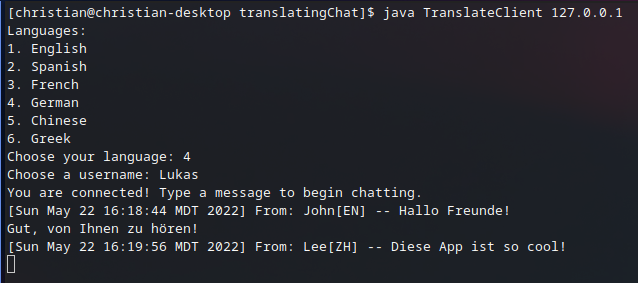 [christian@christian-desktop translatingChat]$ java TranslateClient 127.0.0.1
Languages:
1. English
2. Spanish
3. French
4. German
5. Chinese
6. Greek
Choose your language: 4
Choose a username: Lukas
You are connected! Type a message to begin chatting.
[Sun May 22 16:18:44 MDT 2022] From: John[EN] -- Hallo Freunde!
Gut, von Ihnen zu hören!
[Sun May 22 16:19:56 MDT 2022] From: Lee[ZH] -- Diese App ist so cool!